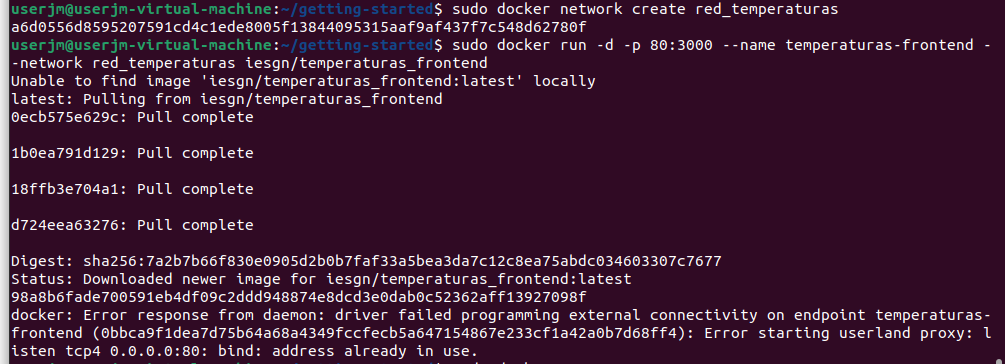 userjm@userjm-virtual-machine:~/getting-started$ sudo docker network create red_temperaturas
a6d0556d8595207591cd4c1ede8005f13844095315aaf9af437f7c548d62780f
userjm@userjm-virtual-machine:~/getting-started$ sudo docker run -d -p 80:3000 --name temperaturas-frontend -
-network red_temperaturas iesgn/temperaturas_frontend
Unable to find image 'iesgn/temperaturas_frontend:latest' locally
latest: Pulling from iesgn/temperaturas_frontend
0ecb575e629c: Pull complete
1b0ea791d129: Pull complete
18ffb3e704a1: Pull complete
d724eea63276: Pull complete
Digest: sha256:7a2b7b66f830e0905d2b0b7faf33a5bea3da7c12c8ea75abdc034603307c7677
Status: Downloaded newer image for iesgn/temperaturas_frontend:latest
98a8b6fade700591eb4df09c2ddd948874e8dcd3e0dab0c52362aff13927098f
docker: Error response from daemon: driver failed programming external connectivity on endpoint temperaturas-
frontend (0bbca9f1dea7d75b64a68a4349fccfecb5a647154867e233cf1a42a0b7d68ff4): Error starting userland proxy: l
isten tcp4 0.0.0.0:80: bind: address already in use.